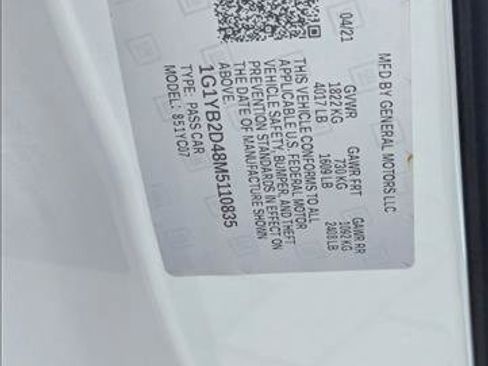 MFD BY GENERAL MOTORS LLC
04/21
GVWR
1822 KG
4017 LB
GAWR FRT
730 KG
1609 LB
GAWR RR
1092 KG
2408 LB
THIS VEHICLE CONFORMS TO ALL
APPLICABLE U.S. FEDERAL MOTOR
VEHICLE SAFETY, BUMPER, AND THEFT
PREVENTION STANDARDS IN EFFECT ON
THE DATE OF MANUFACTURE SHOWN
ABOVE.
1G1YB2D48M5110835
TYPE: PASS CAR
MODEL: 851YC07